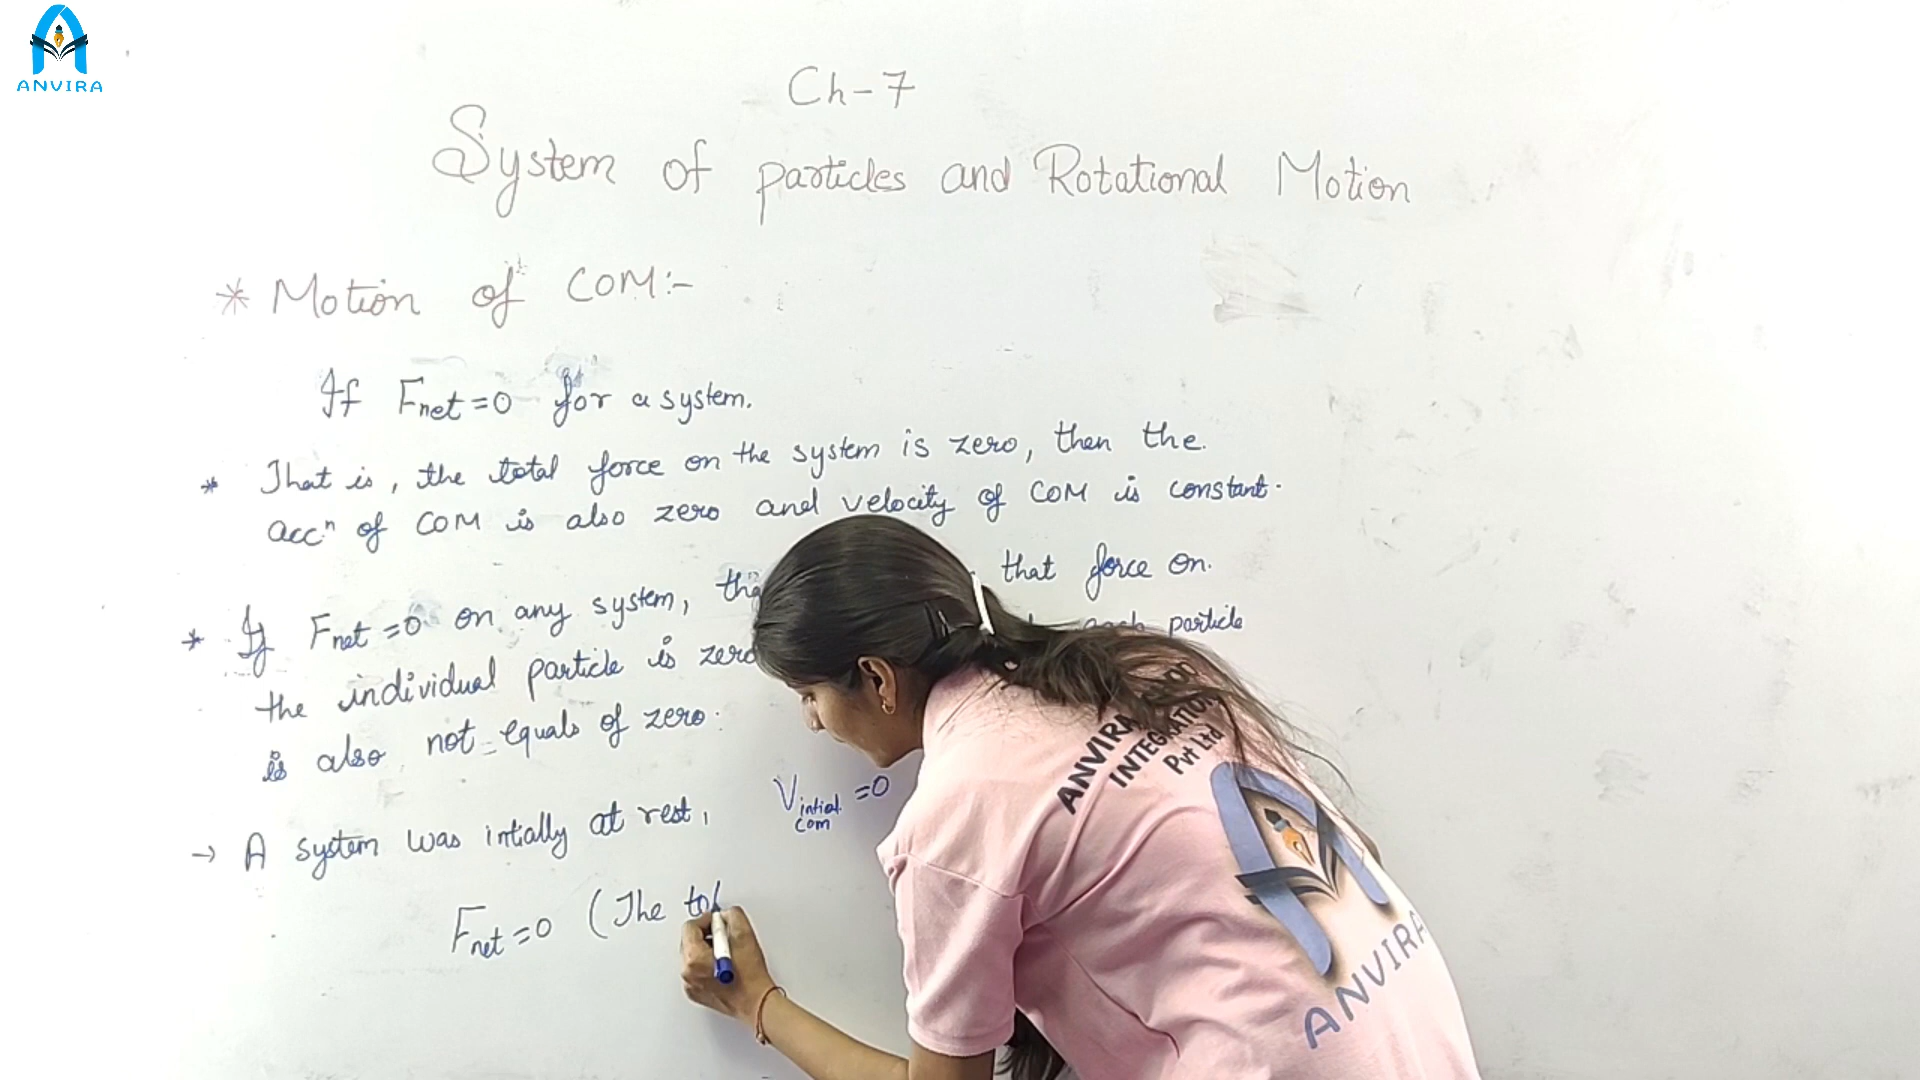 ANVIRA
Ch-7
System of particles and Rotational Motion
* Motion of COM:-
If Fnet=0 for a system.
* That is, the total force on the system is zero, then the
accⁿ of COM is also zero and velocity of COM is constant.
* If Fnet=0 on any system, that force on
the individual particle is zero each particle
is also not equals of zero.
→ A system was intially at rest, Vintial com =0
Fnet=0 (The tot
ANVIRA
INTEGRATION
Pvt Ltd
ANVIRA